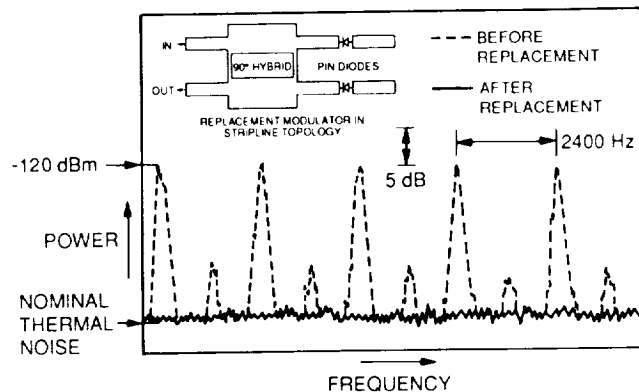 IN
90° HYBRID
PIN DIODES
OUT
REPLACEMENT MODULATOR IN
STRIPLINE TOPOLOGY
BEFORE
REPLACEMENT
AFTER
REPLACEMENT
2400 Hz
5 dB
-120 dBm
POWER
NOMINAL
THERMAL
NOISE
FREQUENCY